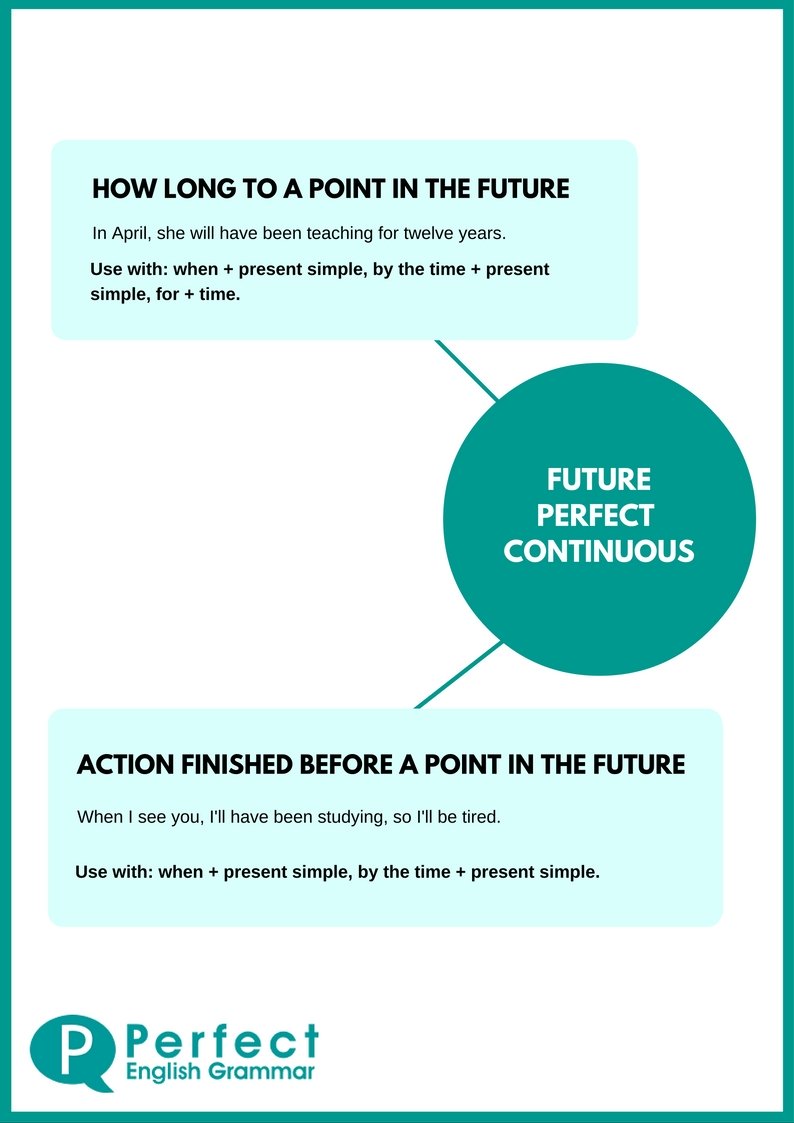 HOW LONG TO A POINT IN THE FUTURE
In April, she will have been teaching for twelve years.
Use with: when + present simple, by the time + present
simple, for + time.
FUTURE
PERFECT
CONTINUOUS
ACTION FINISHED BEFORE A POINT IN THE FUTURE
When I see you, I'll have been studying, so I'll be tired.
Use with: when + present simple, by the time + present simple.
P Perfect
English Grammar